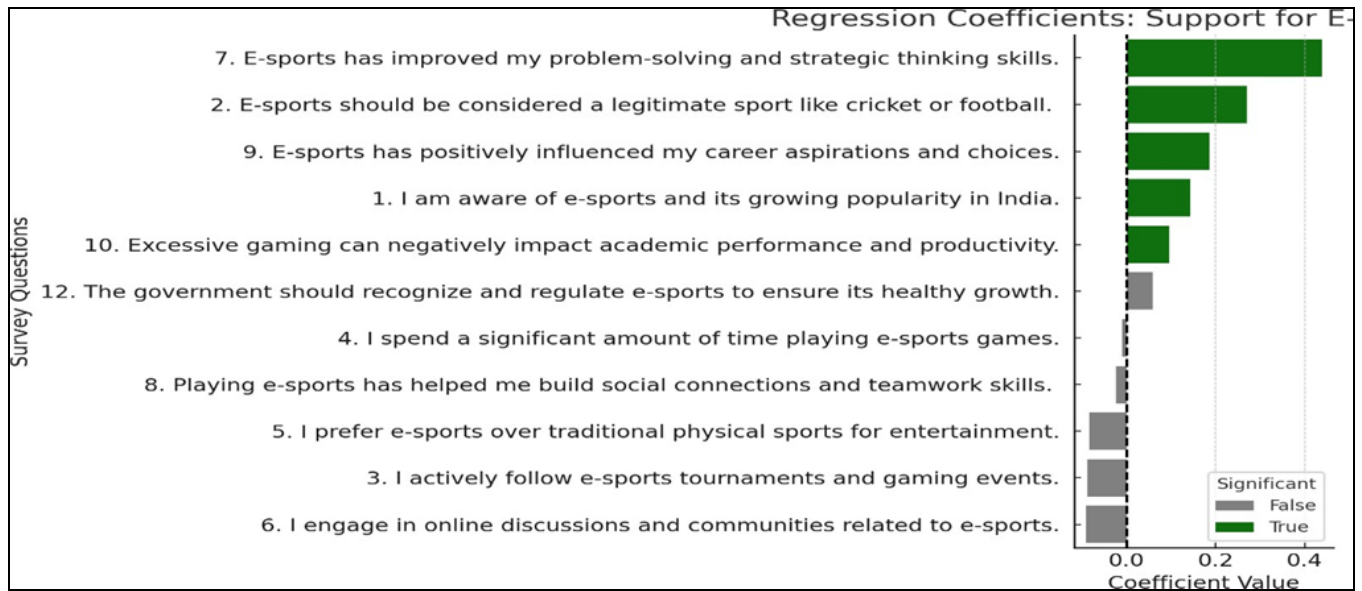 Regression Coefficients: Support for E-
7. E-sports has improved my problem-solving and strategic thinking skills.
2. E-sports should be considered a legitimate sport like cricket or football.
9. E-sports has positively influenced my career aspirations and choices.
1. I am aware of e-sports and its growing popularity in India.
10. Excessive gaming can negatively impact academic performance and productivity.
12. The government should recognize and regulate e-sports to ensure its healthy growth.
4. I spend a significant amount of time playing e-sports games.
8. Playing e-sports has helped me build social connections and teamwork skills.
5. I prefer e-sports over traditional physical sports for entertainment.
3. I actively follow e-sports tournaments and gaming events.
6. I engage in online discussions and communities related to e-sports.
Survey Questions
Significant
False
True
0.0 0.2 0.4
Coefficient Value